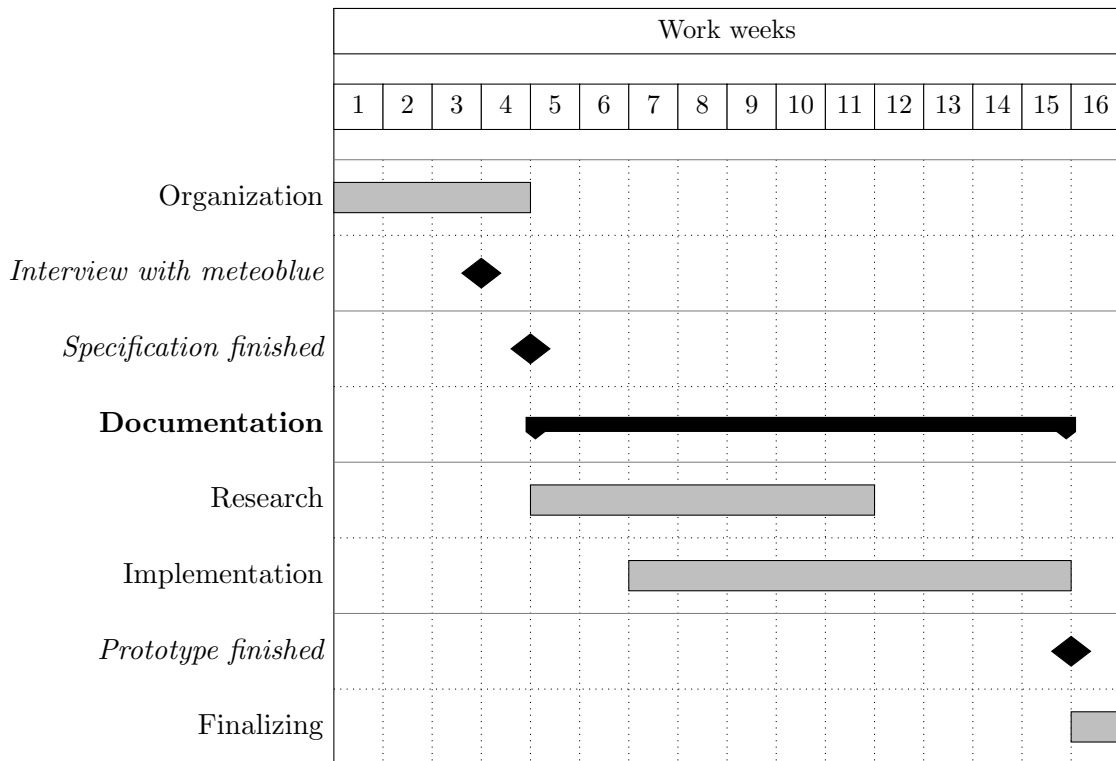 Work weeks
1 2 3 4 5 6 7 8 9 10 11 12 13 14 15 16
Organization
Interview with meteoblue
Specification finished
Documentation
Research
Implementation
Prototype finished
Finalizing